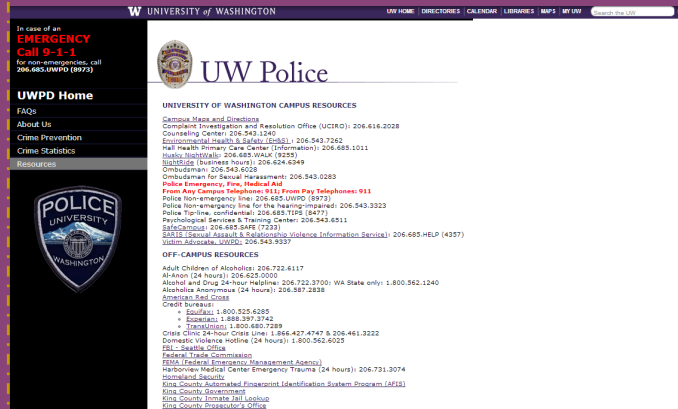 W UNIVERSITY of WASHINGTON
UW HOME DIRECTORIES CALENDAR LIBRARIES MAPS MY UW
Search the UW
In case of an
EMERGENCY
Call 9-1-1
for non-emergencies, call
206.685.UWPD (8973)
UWPD Home
FAQs
About Us
Crime Prevention
Crime Statistics
Resources
POLICE
UNIVERSITY
WASHINGTON
UW Police
UNIVERSITY OF WASHINGTON CAMPUS RESOURCES
Campus Maps and Directions
Complaint Investigation and Resolution Office (UCIRO): 206.616.2028
Counseling Center: 206.543.1240
Environmental Health & Safety (EH&S) : 206.543.7262
Hall Health Primary Care Center (Information): 206.685.1011
Husky NightWalk: 206.685.WALK (9255)
NightRide (business hours): 206.624.6349
Ombudsman: 206.543.6028
Ombudsman for Sexual Harassment: 206.543.0283
Police Emergency, Fire, Medical Aid
From Any Campus Telephone: 911; From Pay Telephones: 911
Police Non-emergency line: 206.685.UWPD (8973)
Police Non-emergency line for the hearing-impaired: 206.543.3323
Police Tip-line, confidential: 206.685.TIPS (8477)
Psychological Services & Training Center: 206.543.6511
SafeCampus: 206.685.SAFE (7233)
SARIS (Sexual Assault & Relationship Violence Information Service): 206.685.HELP (4357)
Victim Advocate, UWPD: 206.543.9337
OFF-CAMPUS RESOURCES
Adult Children of Alcoholics: 206.722.6117
Al-Anon (24 hours): 206.625.0000
Alcohol and Drug 24-hour Helpline: 206.722.3700; WA State only: 1.800.562.1240
Alcoholics Anonymous (24 hours): 206.587.2838
American Red Cross
Credit bureaus:
Equifax: 1.800.525.6285
Experian: 1.888.397.3742
TransUnion: 1.800.680.7289
Crisis Clinic 24-hour Crisis Line: 1.866.427.4747 & 206.461.3222
Domestic Violence Hotline (24 hours): 1.800.562.6025
FBI - Seattle Office
Federal Trade Commission
FEMA (Federal Emergency Management Agency)
Harborview Medical Center Emergency Trauma (24 hours): 206.731.3074
Homeland Security
King County Automated Fingerprint Identification System Program (AFIS)
King County Government
King County Inmate Jail Lookup
King County Prosecutor's Office